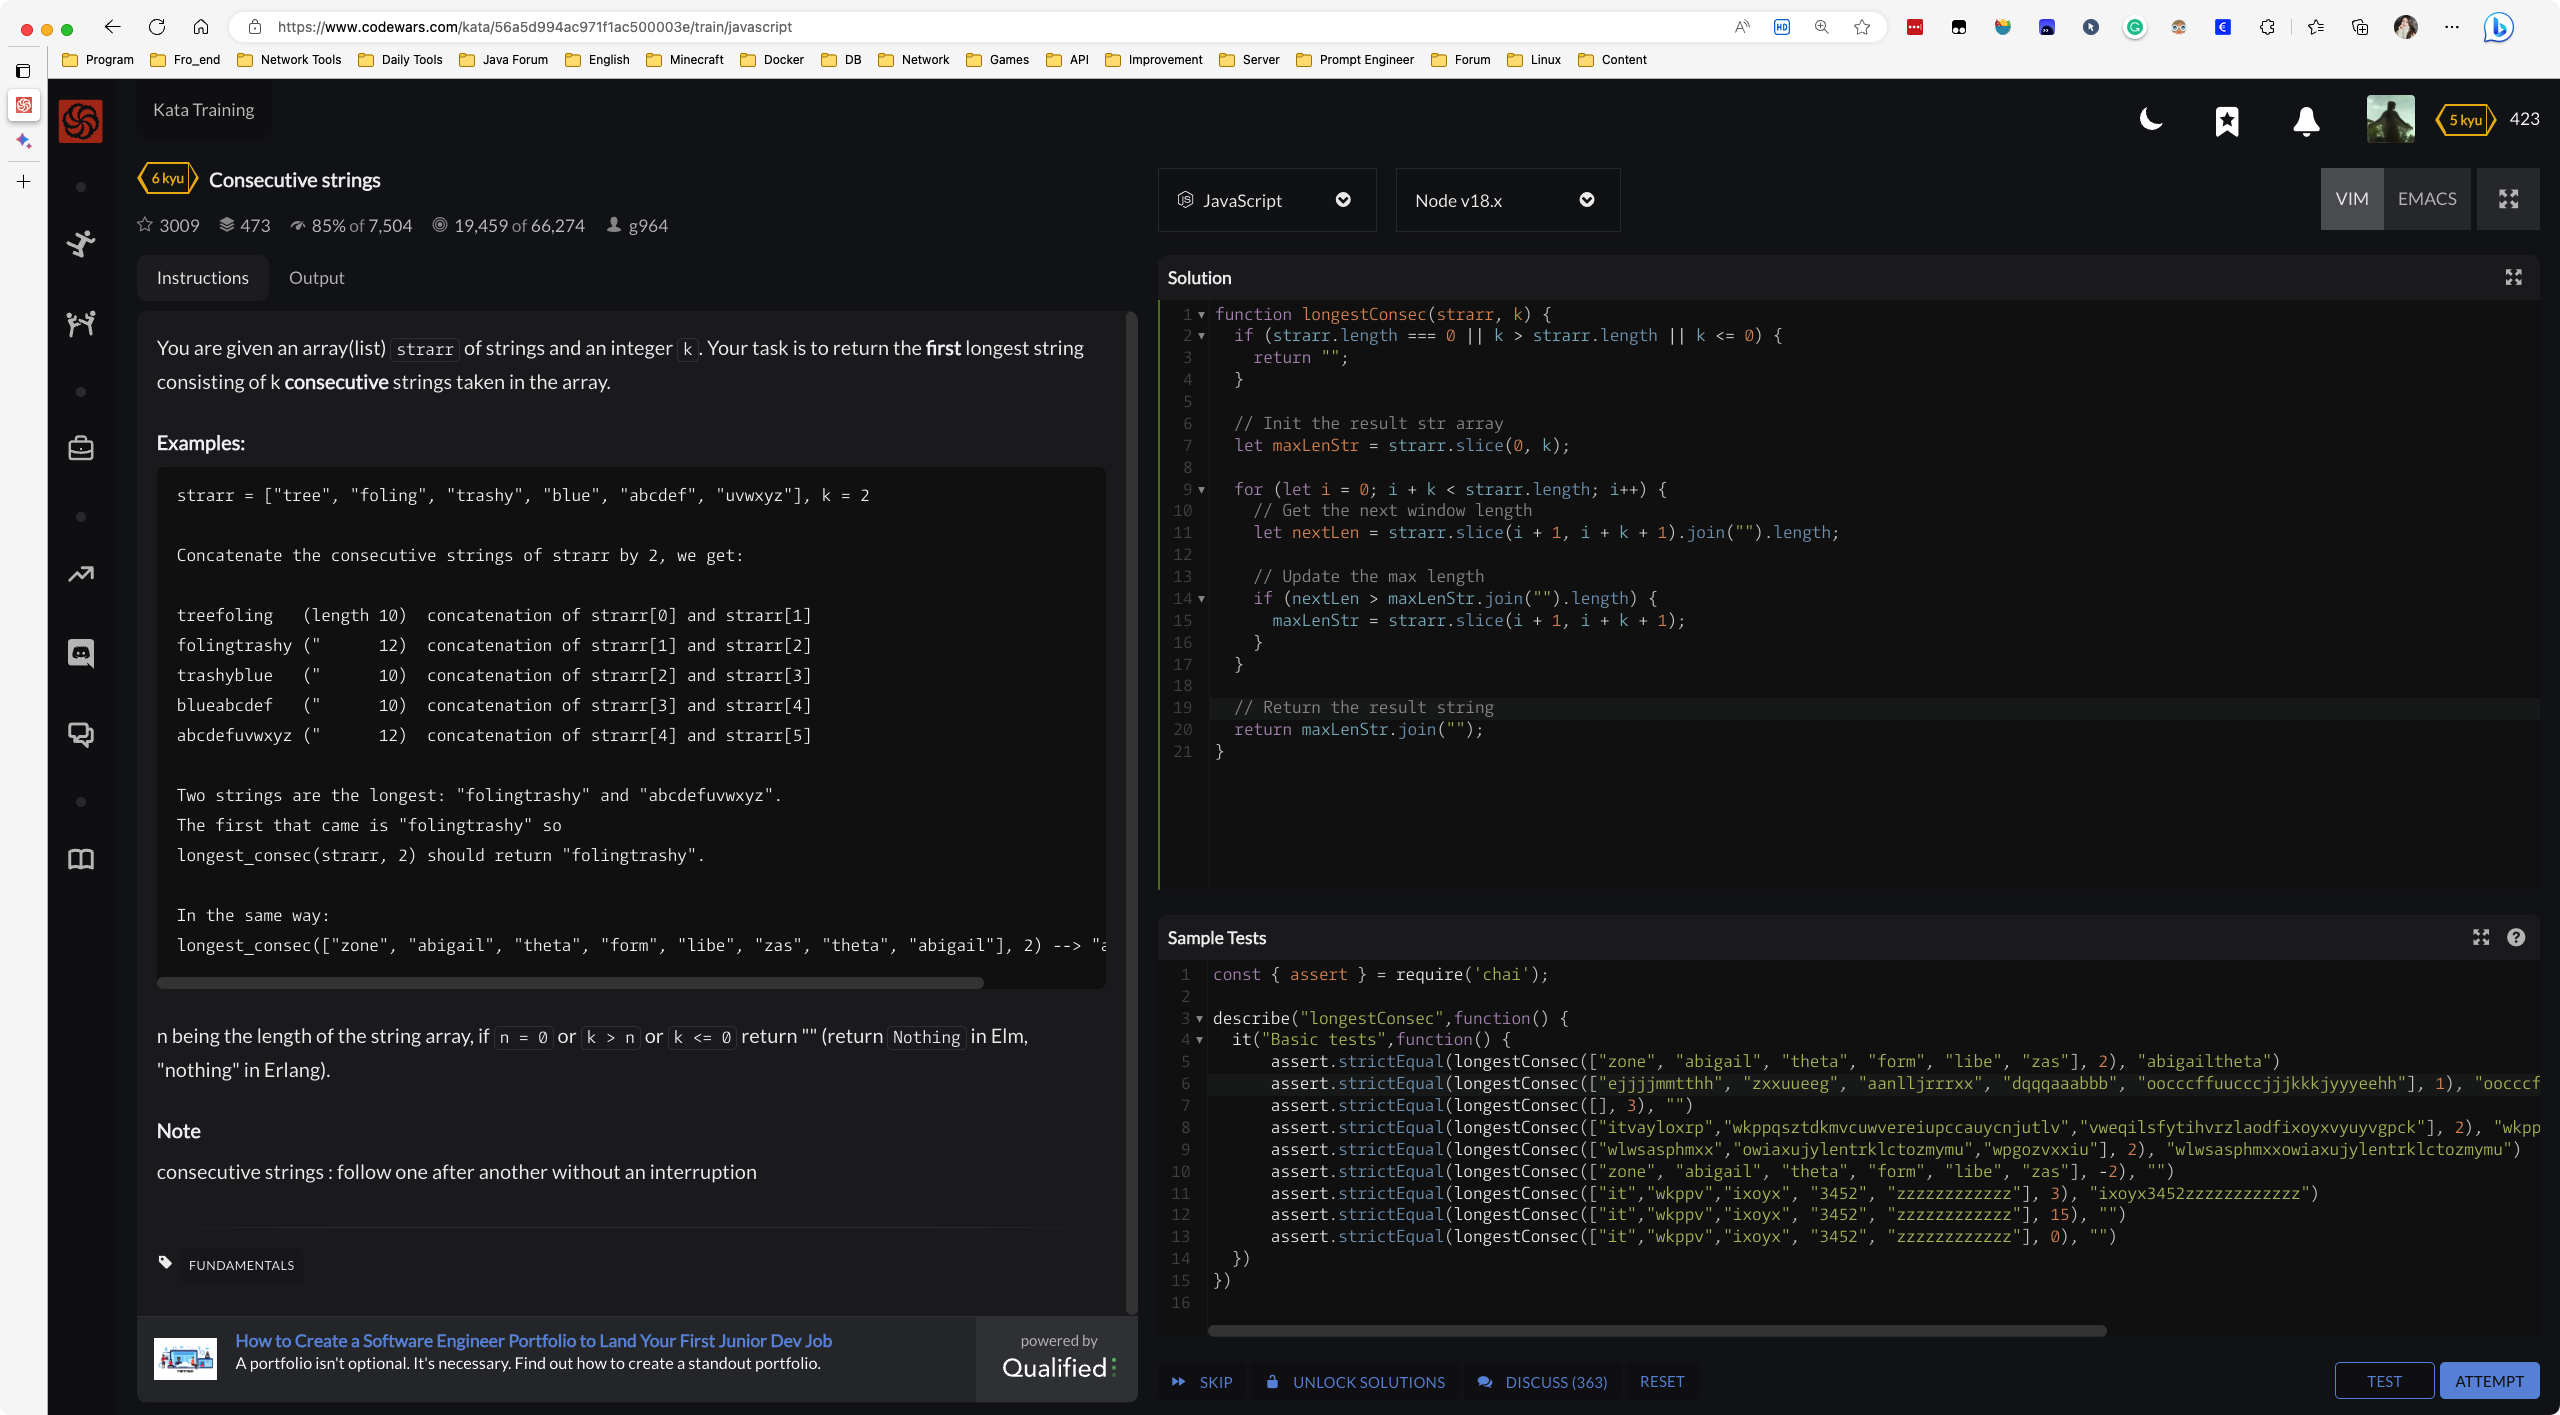 https://www.codewars.com/kata/56a5d994ac971f1ac500003e/train/javascript
Program Fro_end Network Tools Daily Tools Java Forum English Minecraft Docker DB Network Games API Improvement Server Prompt Engineer Forum Linux Content
Kata Training
5 kyu 423
6 kyu Consecutive strings
3009 473 85% of 7,504 19,459 of 66,274 g964
JavaScript Node v18.x VIM EMACS
Instructions Output
You are given an array(list) strarr of strings and an integer k. Your task is to return the first longest string
consisting of k consecutive strings taken in the array.
Examples:
strarr = ["tree", "foling", "trashy", "blue", "abcdef", "uvwxyz"], k = 2
Concatenate the consecutive strings of strarr by 2, we get:
treefoling   (length 10)  concatenation of strarr[0] and strarr[1]
folingtrashy ("      12)  concatenation of strarr[1] and strarr[2]
trashyblue   ("      10)  concatenation of strarr[2] and strarr[3]
blueabcdef   ("      10)  concatenation of strarr[3] and strarr[4]
abcdefuvwxyz ("      12)  concatenation of strarr[4] and strarr[5]
Two strings are the longest: "folingtrashy" and "abcdefuvwxyz".
The first that came is "folingtrashy" so
longest_consec(strarr, 2) should return "folingtrashy".
In the same way:
longest_consec(["zone", "abigail", "theta", "form", "libe", "zas", "theta", "abigail"], 2) --> "a
n being the length of the string array, if n = 0 or k > n or k <= 0 return "" (return Nothing in Elm,
"nothing" in Erlang).
Note
consecutive strings : follow one after another without an interruption
FUNDAMENTALS
How to Create a Software Engineer Portfolio to Land Your First Junior Dev Job
A portfolio isn't optional. It's necessary. Find out how to create a standout portfolio.
powered by
Qualified
Solution
1 function longestConsec(strarr, k) {
2   if (strarr.length === 0 || k > strarr.length || k <= 0) {
3     return "";
4   }
5
6   // Init the result str array
7   let maxLenStr = strarr.slice(0, k);
8
9   for (let i = 0; i + k < strarr.length; i++) {
10     // Get the next window length
11     let nextLen = strarr.slice(i + 1, i + k + 1).join("").length;
12
13     // Update the max length
14     if (nextLen > maxLenStr.join("").length) {
15       maxLenStr = strarr.slice(i + 1, i + k + 1);
16     }
17   }
18
19   // Return the result string
20   return maxLenStr.join("");
21 }
Sample Tests
1 const { assert } = require('chai');
2
3 describe("longestConsec",function() {
4   it("Basic tests",function() {
5       assert.strictEqual(longestConsec(["zone", "abigail", "theta", "form", "libe", "zas"], 2), "abigailtheta")
6       assert.strictEqual(longestConsec(["ejjjjmmtthh", "zxxuueeg", "aanlljrrrxx", "dqqqaaabbb", "oocccffuucccjjjkkkjyyyeehh"], 1), "oocccf
7       assert.strictEqual(longestConsec([], 3), "")
8       assert.strictEqual(longestConsec(["itvayloxrp","wkppqsztdkmvcuwvereiupccauycnjutlv","vweqilsfytihvrzlaodfixoyxvyuyvgpck"], 2), "wkpp
9       assert.strictEqual(longestConsec(["wlwsasphmxx","owiaxujylentrklctozmymu","wpgozvxxiu"], 2), "wlwsasphmxxowiaxujylentrklctozmymu")
10       assert.strictEqual(longestConsec(["zone", "abigail", "theta", "form", "libe", "zas"], -2), "")
11       assert.strictEqual(longestConsec(["it","wkppv","ixoyx", "3452", "zzzzzzzzzzzz"], 3), "ixoyx3452zzzzzzzzzzzz")
12       assert.strictEqual(longestConsec(["it","wkppv","ixoyx", "3452", "zzzzzzzzzzzz"], 15), "")
13       assert.strictEqual(longestConsec(["it","wkppv","ixoyx", "3452", "zzzzzzzzzzzz"], 0), "")
14   })
15 })
16
SKIP UNLOCK SOLUTIONS DISCUSS (363) RESET TEST ATTEMPT